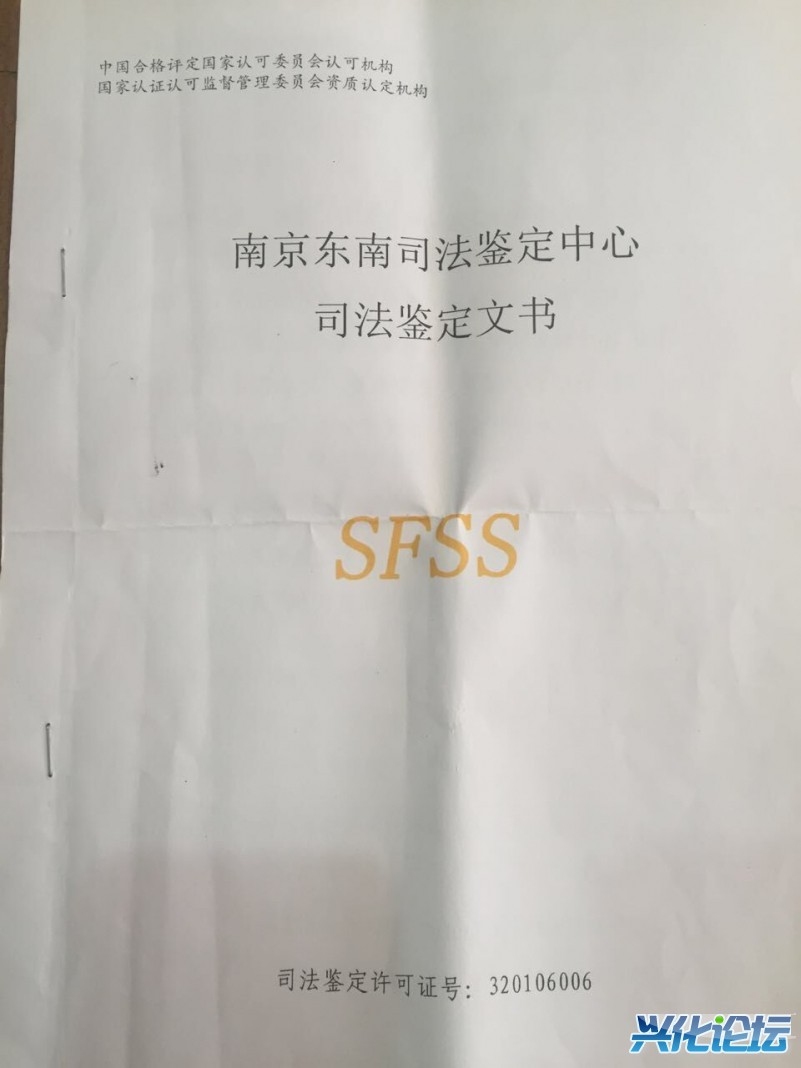 中国合格评定国家认可委员会认可机构
国家认证认可监督管理委员会资质认定机构
南京东南司法鉴定中心
司法鉴定文书
SFSS
司法鉴定许可证号：320106006
兴化论坛